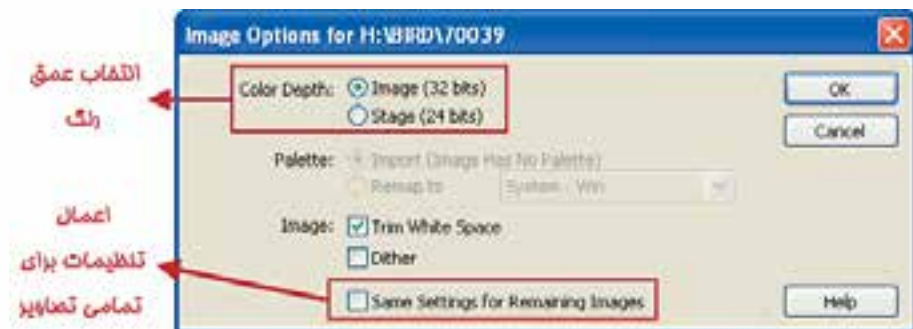 Image Options for H:\BIRD\70039
انتخاب عمق
رنگ
Color Depth: Image (32 bits)
Stage (24 bits)
OK
Cancel
Palette: Import (Image Has No Palette)
Remap to System - Win
اعمال
تنظیمات برای
تمامی تصاویر
Image: Trim White Space
Dither
Same Settings for Remaining Images
Help